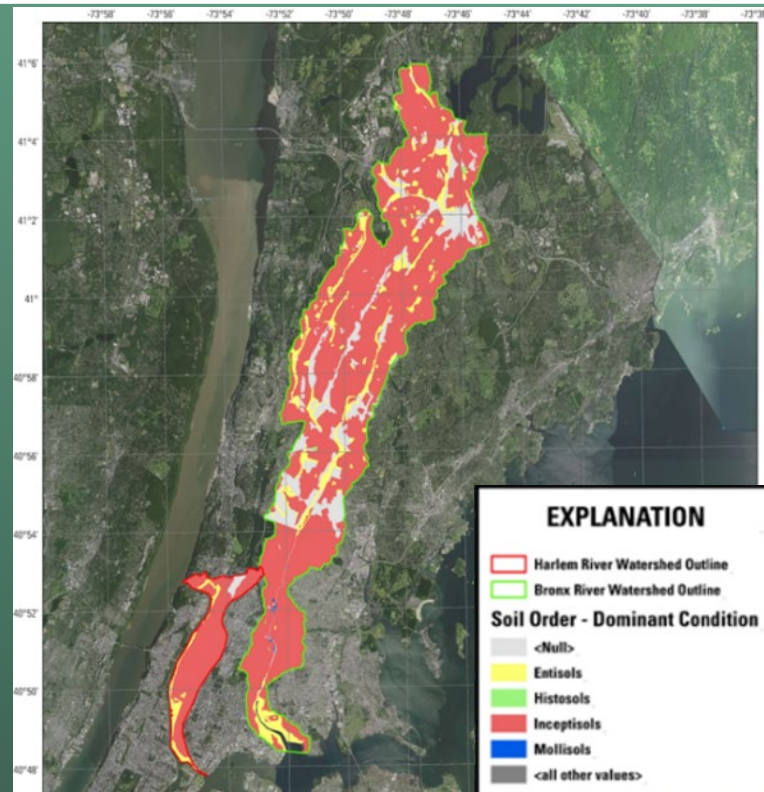 -73°58' -73°56' -73°54' -73°52' -73°50' -73°48' -73°46' -73°44' -73°42' -73°40' -73°38' -73°36'
41°6'
41°4'
41°2'
41°
40°58'
40°56'
40°54'
40°52'
40°50'
40°48'
EXPLANATION
Harlem River Watershed Outline
Bronx River Watershed Outline
Soil Order - Dominant Condition
<Null>
Entisols
Histosols
Inceptisols
Mollisols
<all other values>